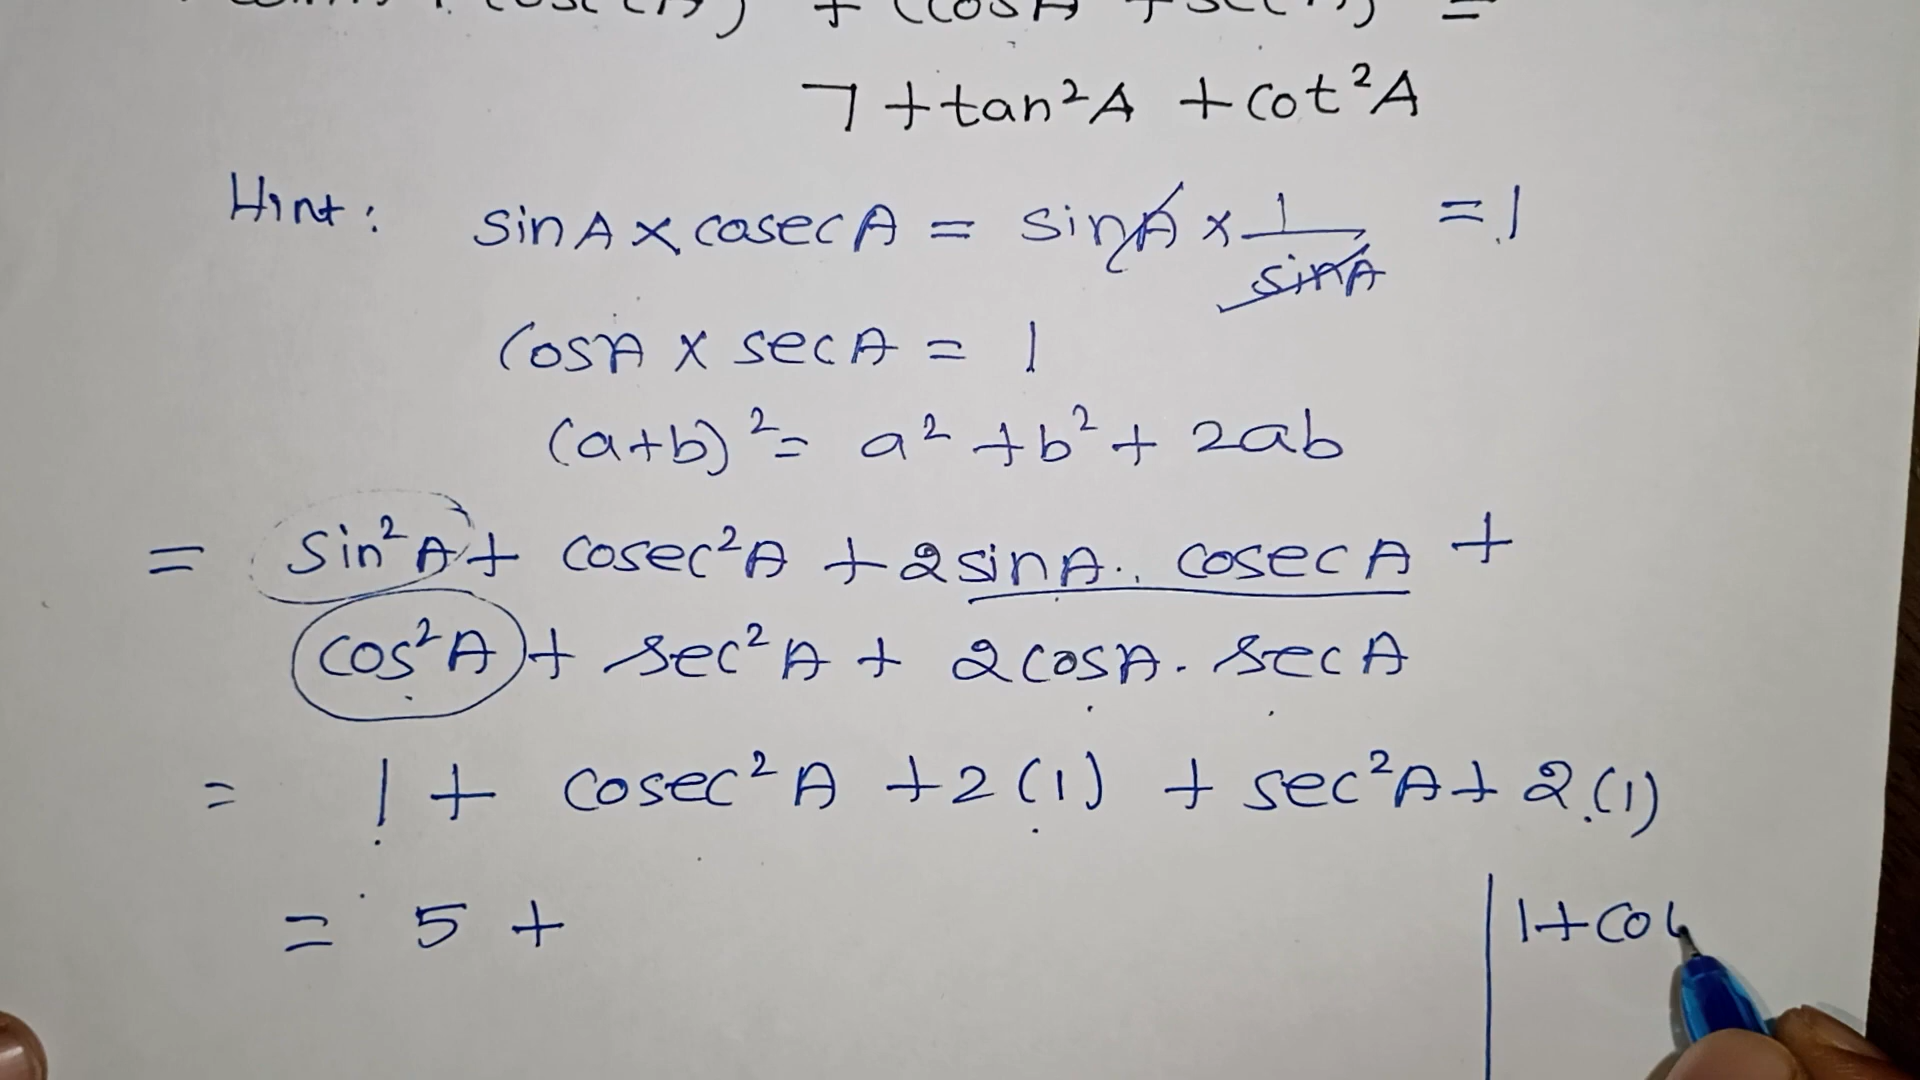 + =
7 + tan²A + cot²A
Hint: sin A × cosec A = sin A × 1/sin A = 1
cos A × sec A = 1
(a+b)² = a² + b² + 2ab
= sin²A + cosec²A + 2 sin A . cosec A +
cos²A + sec²A + 2 cos A . sec A
= 1 + cosec²A + 2(1) + sec²A + 2.(1)
= 5 + 1 + co